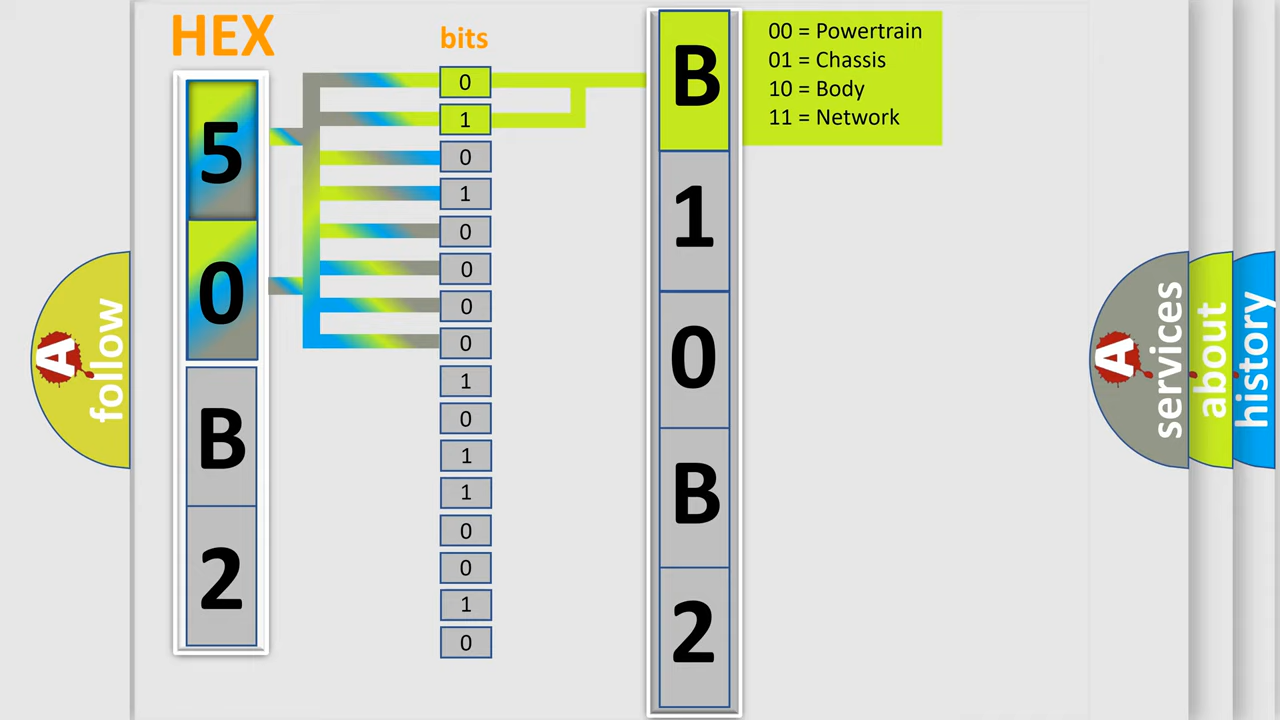 HEX
5
0
B
2
bits
0
1
0
1
0
0
0
0
1
0
1
1
0
0
1
0
B
1
0
B
2
00 = Powertrain
01 = Chassis
10 = Body
11 = Network
A
follow
A
services
about
history